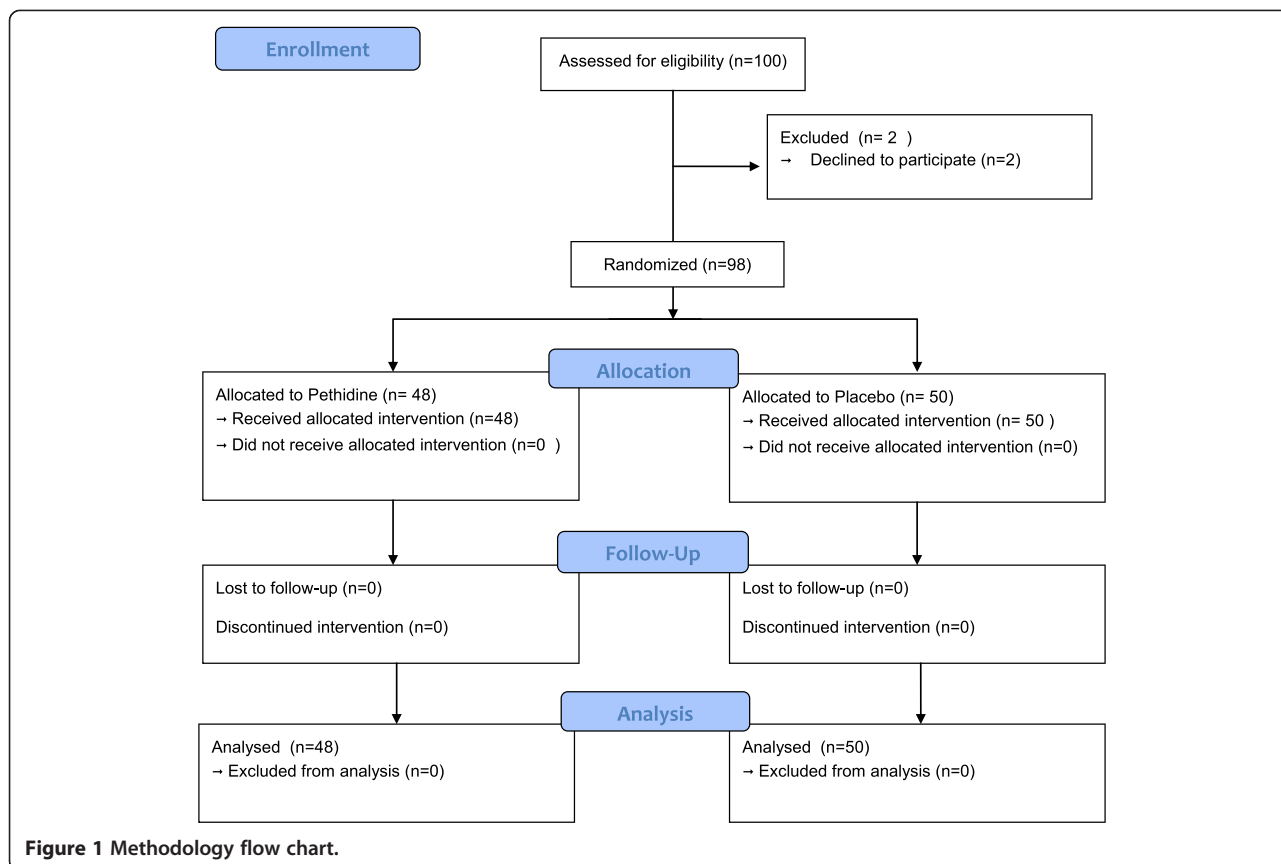 Enrollment
Assessed for eligibility (n=100)
Excluded (n= 2 )
→ Declined to participate (n=2)
Randomized (n=98)
Allocation
Allocated to Pethidine (n= 48)
→ Received allocated intervention (n=48)
→ Did not receive allocated intervention (n=0 )
Allocated to Placebo (n= 50)
→ Received allocated intervention (n= 50 )
→ Did not receive allocated intervention (n=0)
Follow-Up
Lost to follow-up (n=0)
Discontinued intervention (n=0)
Lost to follow-up (n=0)
Discontinued intervention (n=0)
Analysis
Analysed (n=48)
→ Excluded from analysis (n=0)
Analysed (n=50)
→ Excluded from analysis (n=0)
Figure 1 Methodology flow chart.